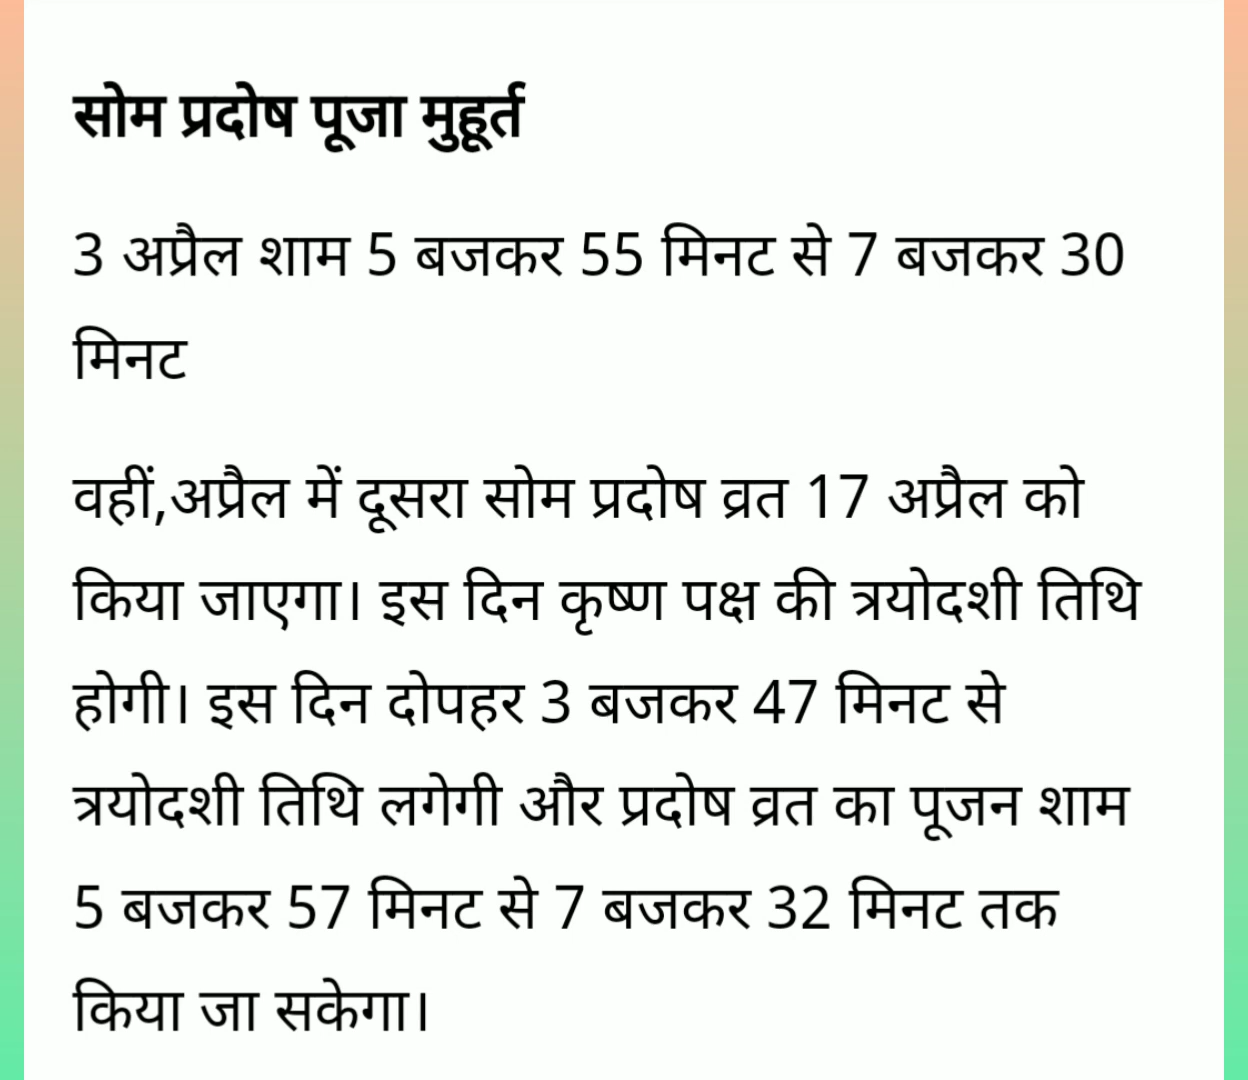 सोम प्रदोष पूजा मुहूर्त
3 अप्रैल शाम 5 बजकर 55 मिनट से 7 बजकर 30
मिनट
वहीं,अप्रैल में दूसरा सोम प्रदोष व्रत 17 अप्रैल को
किया जाएगा। इस दिन कृष्ण पक्ष की त्रयोदशी तिथि
होगी। इस दिन दोपहर 3 बजकर 47 मिनट से
त्रयोदशी तिथि लगेगी और प्रदोष व्रत का पूजन शाम
5 बजकर 57 मिनट से 7 बजकर 32 मिनट तक
किया जा सकेगा।